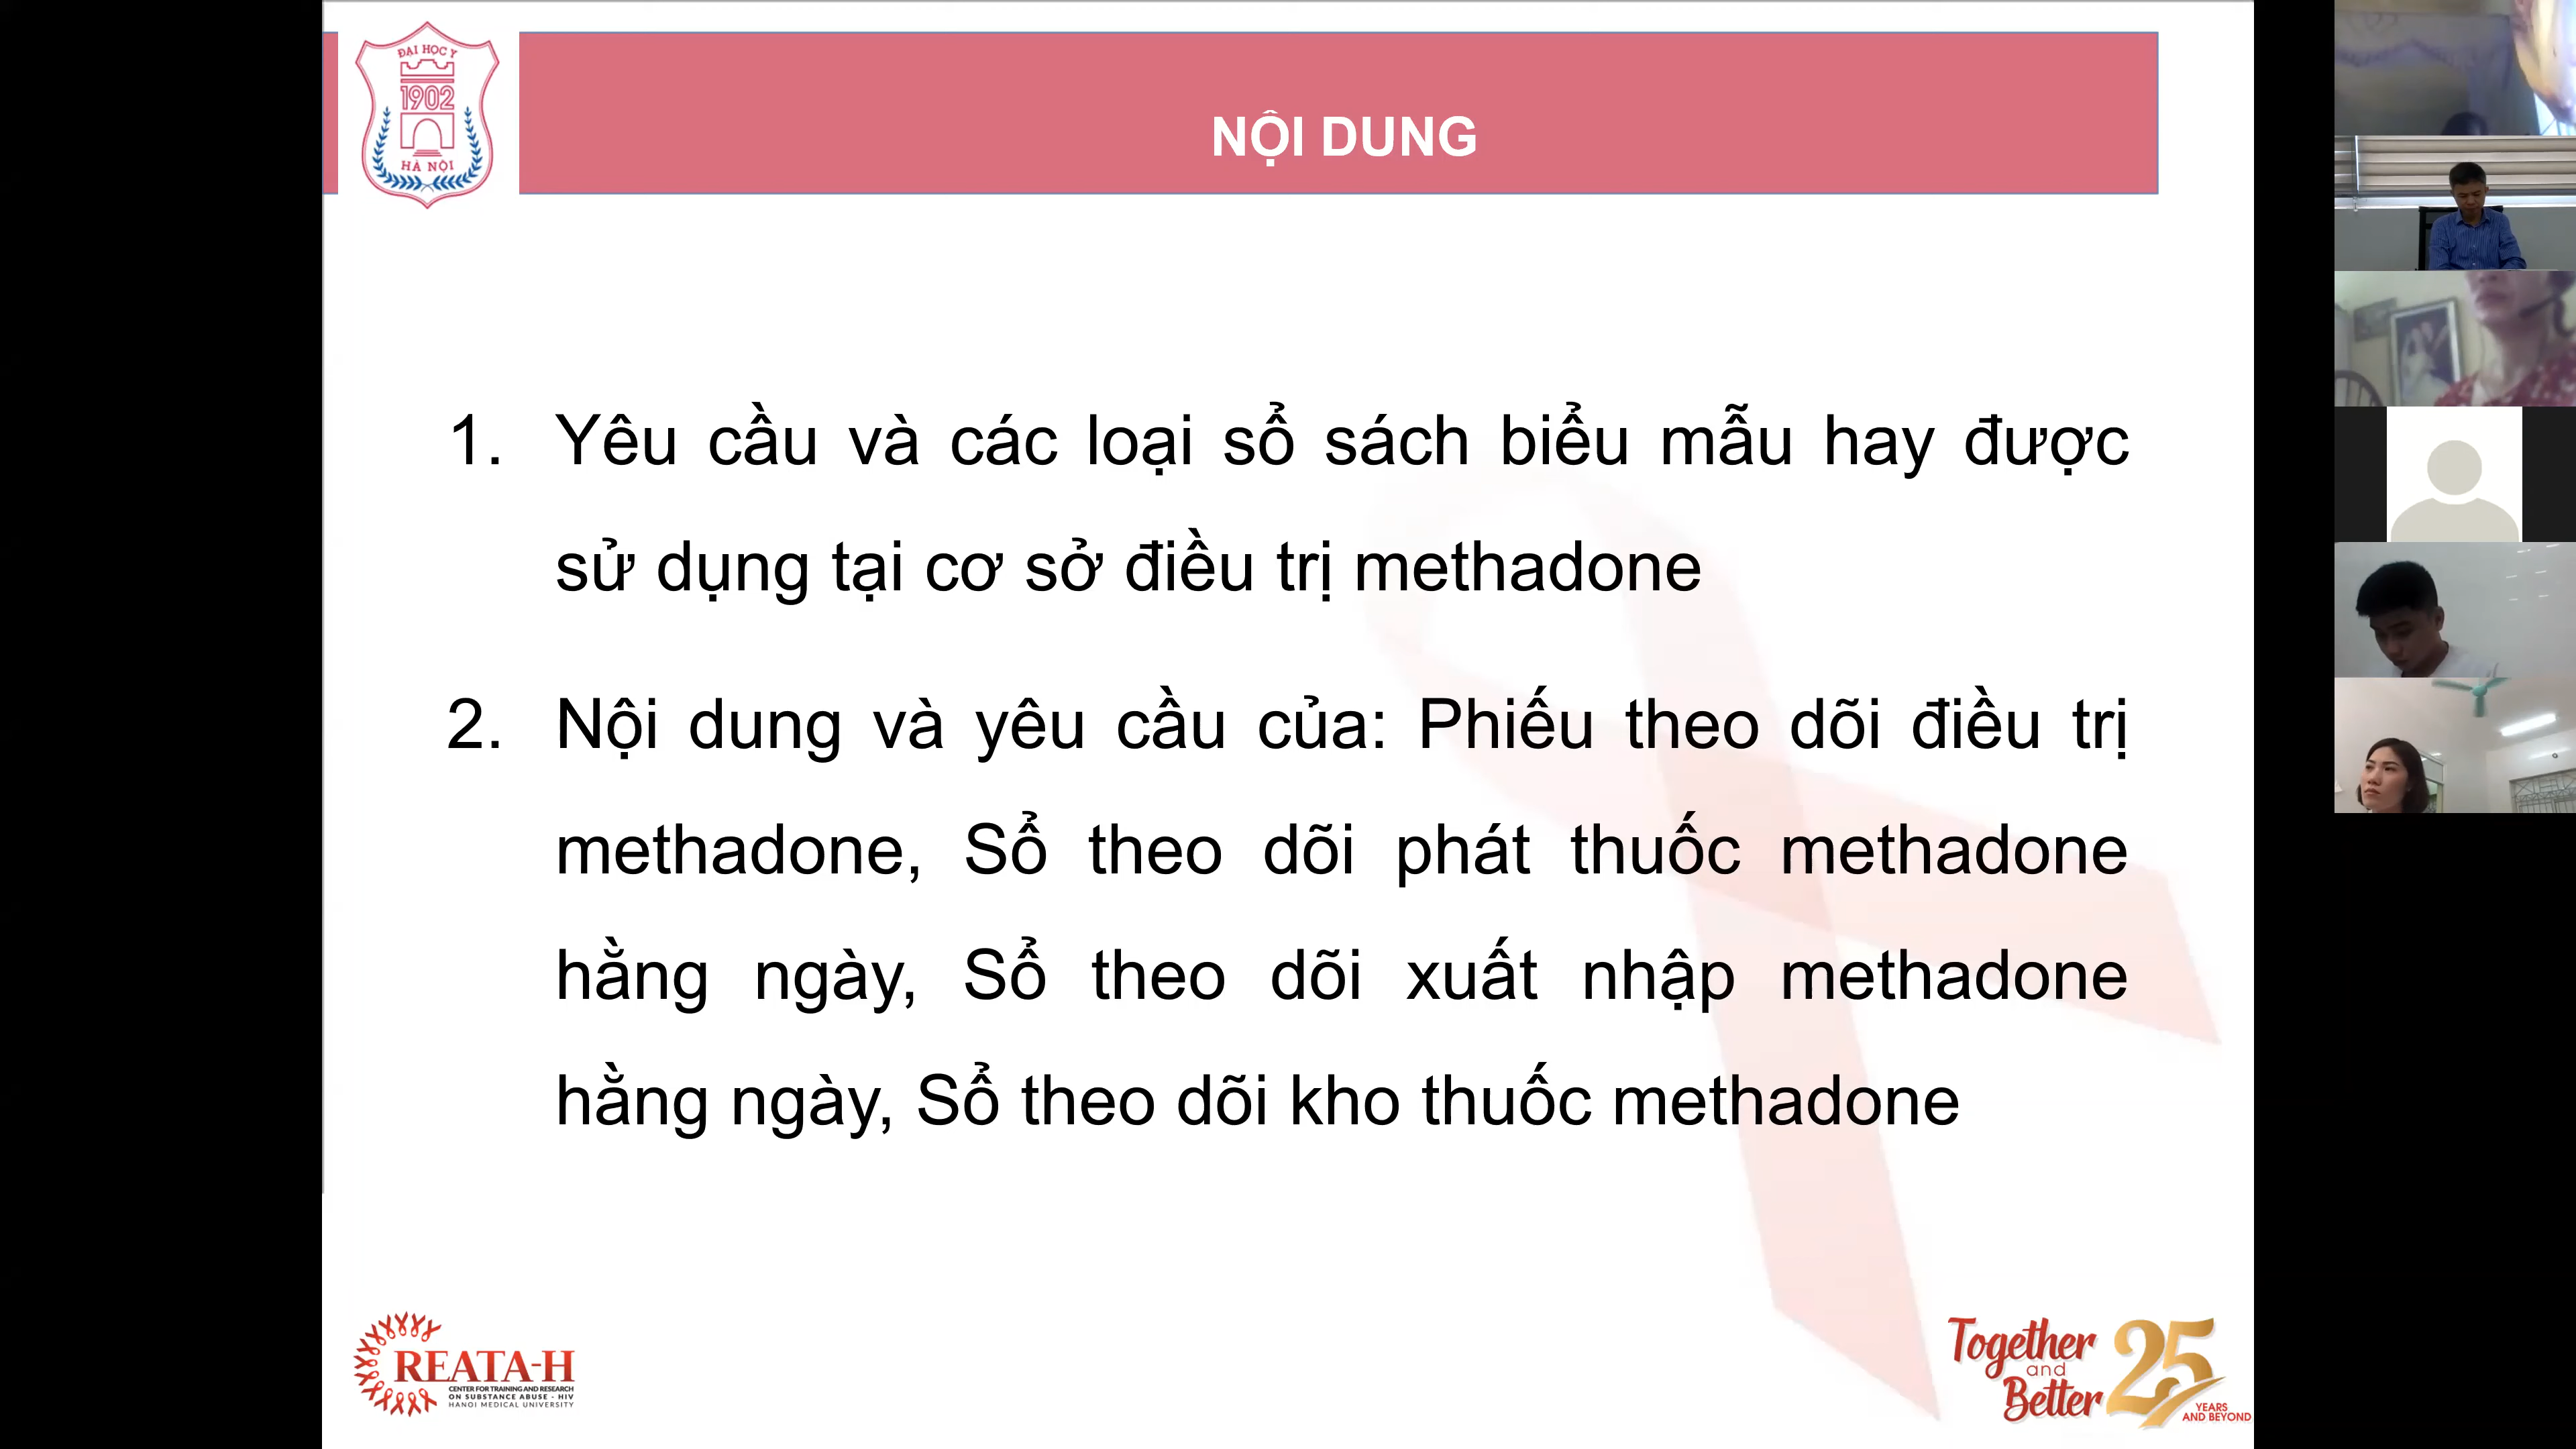 ĐẠI HỌC Y
1902
HÀ NỘI
NỘI DUNG
1. Yêu cầu và các loại sổ sách biểu mẫu hay được
sử dụng tại cơ sở điều trị methadone
2. Nội dung và yêu cầu của: Phiếu theo dõi điều trị
methadone, Sổ theo dõi phát thuốc methadone
hằng ngày, Sổ theo dõi xuất nhập methadone
hằng ngày, Sổ theo dõi kho thuốc methadone
REATA-H
CENTER FOR TRAINING AND RESEARCH
ON SUBSTANCE ABUSE - HIV
HANOI MEDICAL UNIVERSITY
Together
and
Better
25
YEARS
AND BEYOND